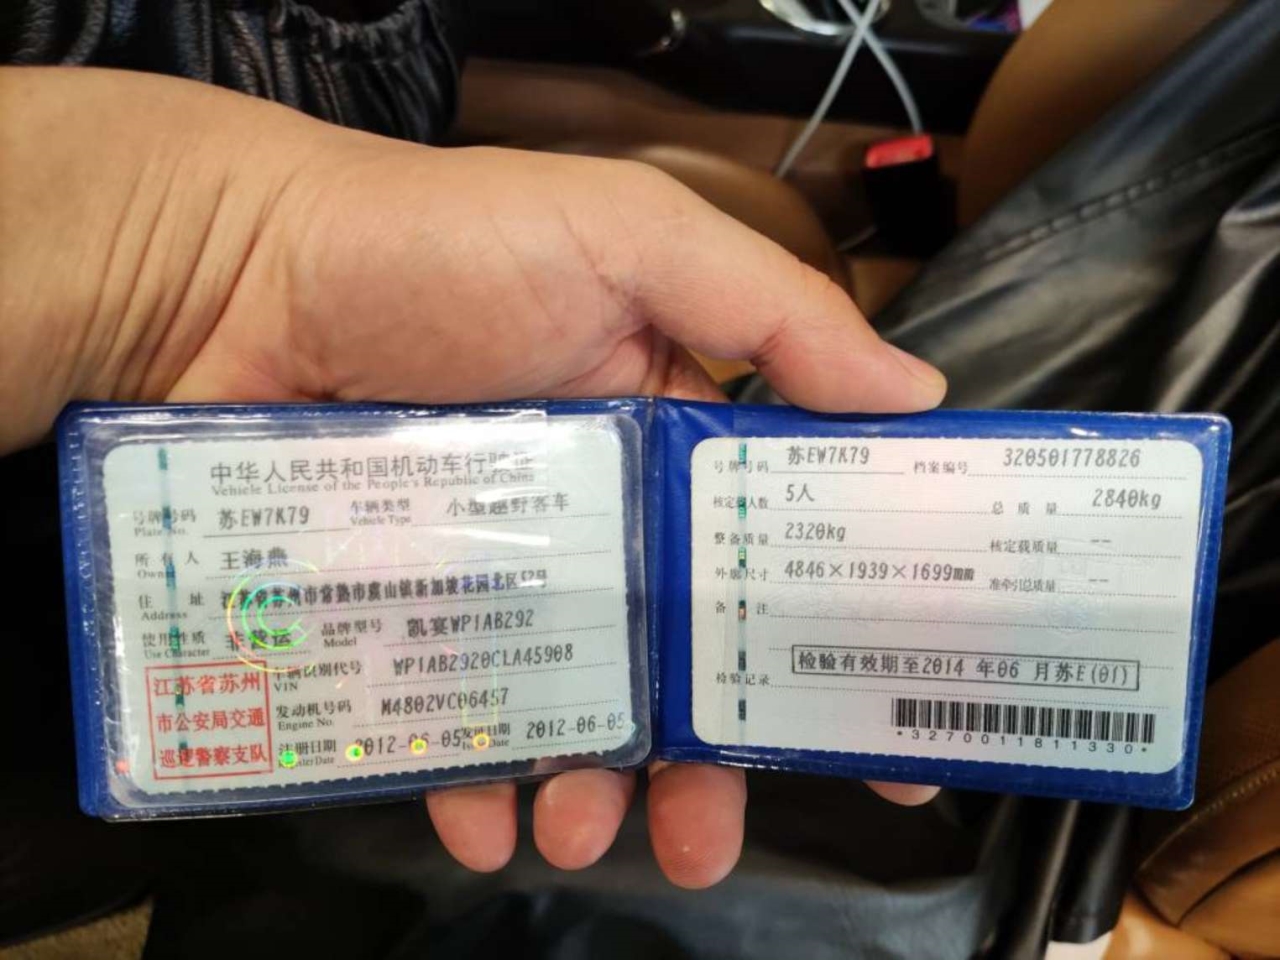 中华人民共和国机动车行驶证
Vehicle License of the People's Republic of China
号牌号码 苏EW7K79 车辆类型 小型越野客车
Plate No. Vehicle Type
所有人 王海燕
Owner
住址 江苏省苏州市常熟市虞山镇新加坡花园北区52号
Address
使用性质 非营运 品牌型号 凯宴WP1AB292
Use Character Model
江苏省苏州
市公安局交通
巡逻警察支队
车辆识别代号 WP1AB2920CLA45908
VIN
发动机号码 M4802VC06457
Engine No.
注册日期 2012-06-05 发证日期 2012-06-05
Register Date Issue Date
号牌号码 苏EW7K79 档案编号 320501778826
核定载人数 5人 总质量 2840kg
整备质量 2320kg 核定载质量 --
外廓尺寸 4846×1939×1699mm 准牵引总质量 --
备注
检验有效期至2014年06月苏E(01)
检验记录
*3270011811330*